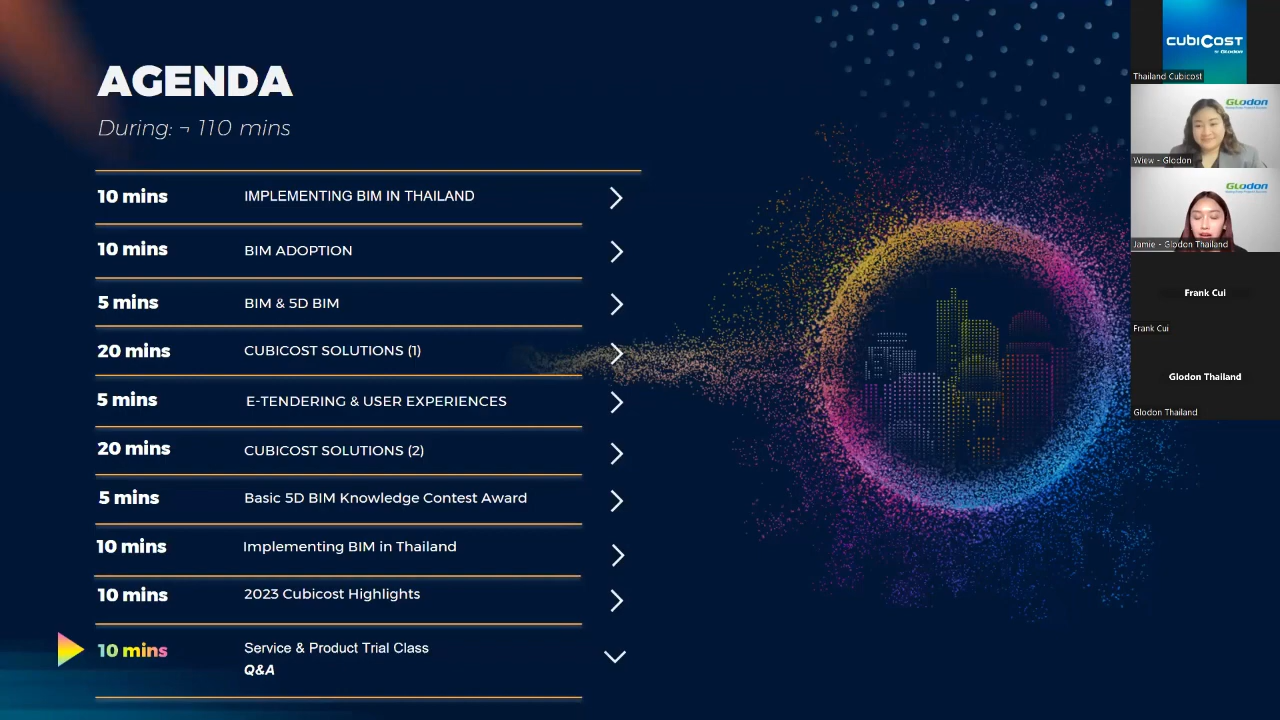 AGENDA
During: ¬ 110 mins
10 mins IMPLEMENTING BIM IN THAILAND
10 mins BIM ADOPTION
5 mins BIM & 5D BIM
20 mins CUBICOST SOLUTIONS (1)
5 mins E-TENDERING & USER EXPERIENCES
20 mins CUBICOST SOLUTIONS (2)
5 mins Basic 5D BIM Knowledge Contest Award
10 mins Implementing BIM in Thailand
10 mins 2023 Cubicost Highlights
10 mins Service & Product Trial Class
Q&A
cubiCost
by Glodon
Thailand Cubicost
Glodon
Wiew - Glodon
Glodon
Jamie - Glodon Thailand
Frank Cui
Frank Cui
Glodon Thailand
Glodon Thailand